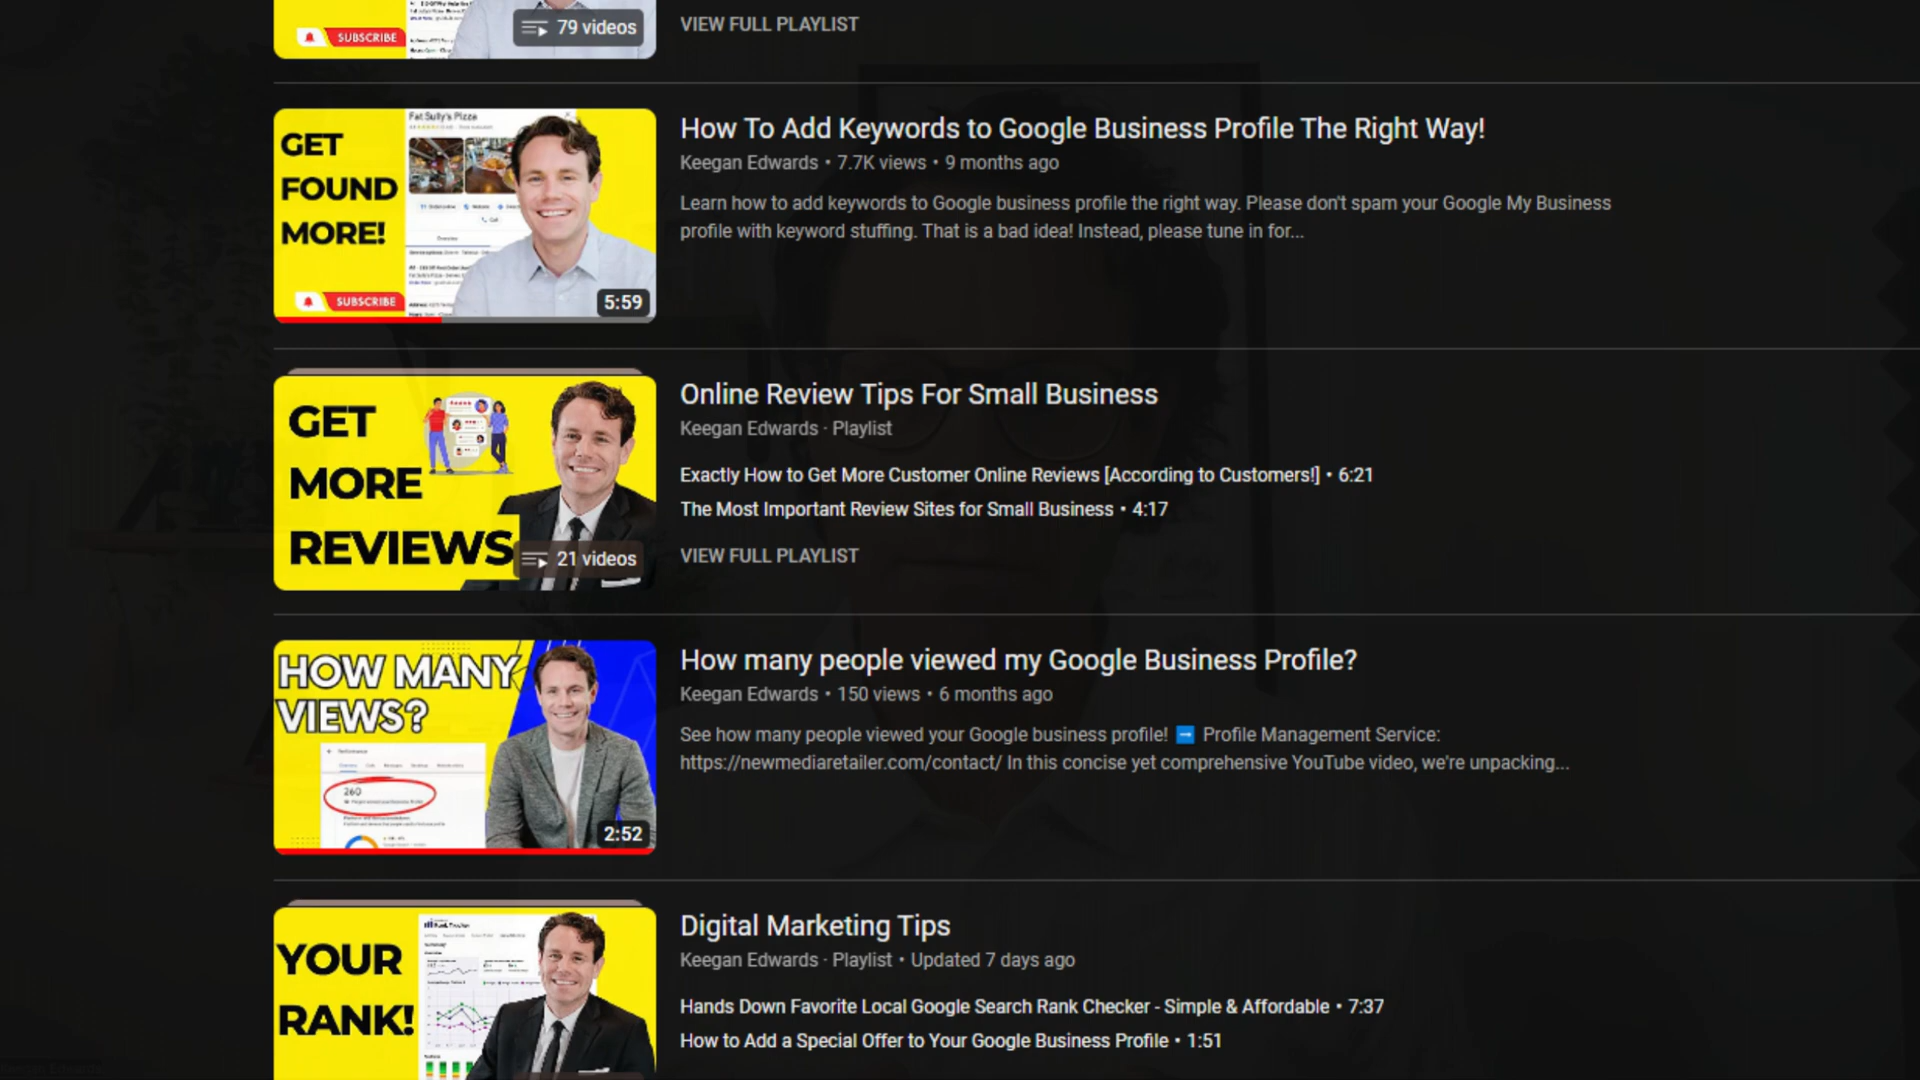 SUBSCRIBE
79 videos
VIEW FULL PLAYLIST
GET
FOUND
MORE!
Fat Sully's Pizza
SUBSCRIBE
5:59
How To Add Keywords to Google Business Profile The Right Way!
Keegan Edwards • 7.7K views • 9 months ago
Learn how to add keywords to Google business profile the right way. Please don't spam your Google My Business
profile with keyword stuffing. That is a bad idea! Instead, please tune in for...
GET
MORE
REVIEWS
21 videos
Online Review Tips For Small Business
Keegan Edwards · Playlist
Exactly How to Get More Customer Online Reviews [According to Customers!] • 6:21
The Most Important Review Sites for Small Business • 4:17
VIEW FULL PLAYLIST
HOW MANY
VIEWS?
Performance
260
2:52
How many people viewed my Google Business Profile?
Keegan Edwards • 150 views • 6 months ago
See how many people viewed your Google business profile! ➡ Profile Management Service:
https://newmediaretailer.com/contact/ In this concise yet comprehensive YouTube video, we're unpacking...
YOUR
RANK!
Digital Marketing Tips
Keegan Edwards · Playlist • Updated 7 days ago
Hands Down Favorite Local Google Search Rank Checker - Simple & Affordable • 7:37
How to Add a Special Offer to Your Google Business Profile • 1:51